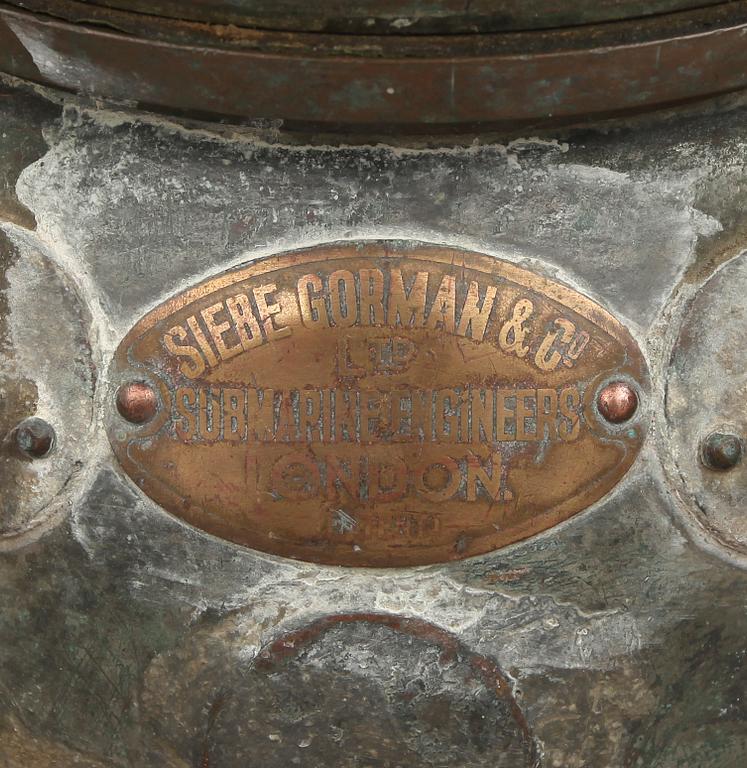 SIEBE GORMAN & Co
LTD
SUBMARINE ENGINEERS
LONDON.